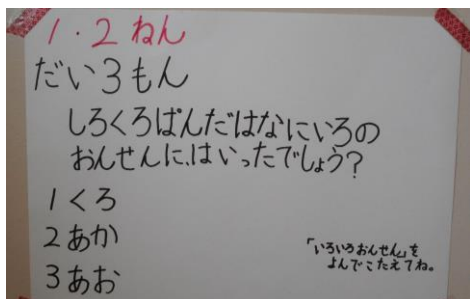 1・2ねん
だい3もん
しろくろぱんだはなにいろの
おんせんに、はいったでしょう?
1くろ
2あか
3あお
「いろいろおんせん」を
よんでこたえてね。